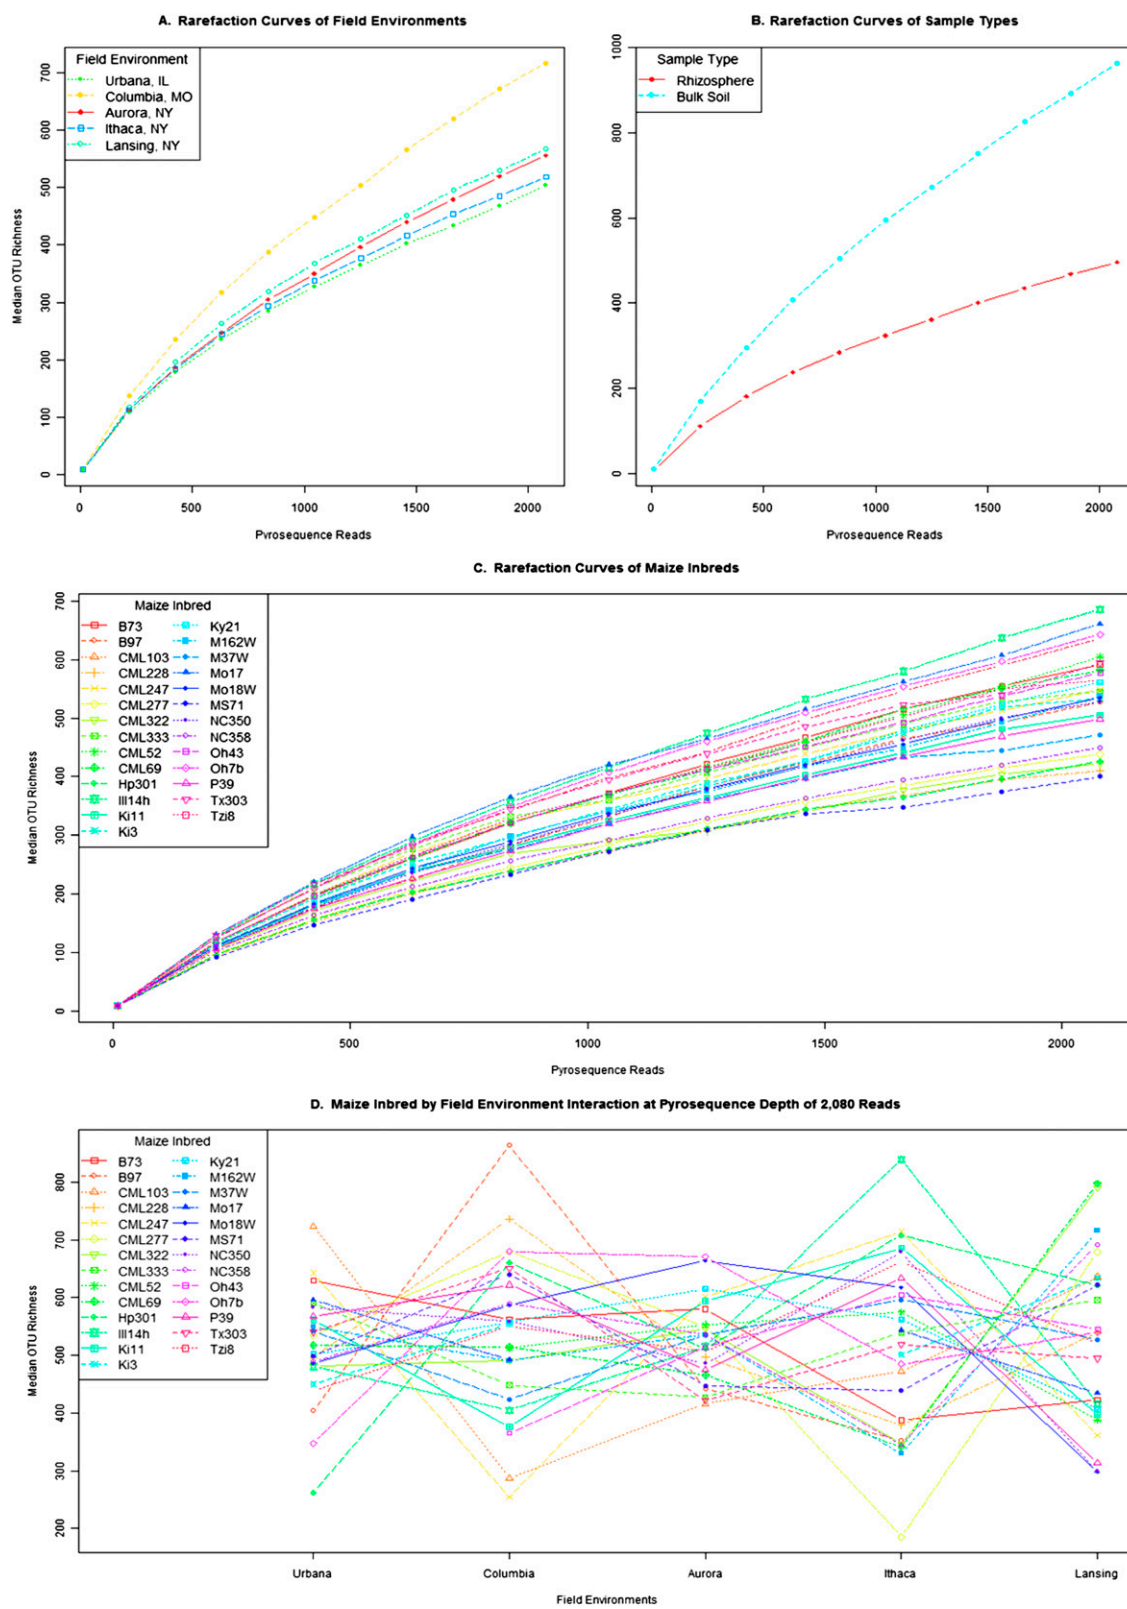 A. Rarefaction Curves of Field Environments
Field Environment
Urbana, IL
Columbia, MO
Aurora, NY
Ithaca, NY
Lansing, NY
Median OTU Richness
0
100
200
300
400
500
600
700
0
500
1000
1500
2000
Pyrosequence Reads
B. Rarefaction Curves of Sample Types
Sample Type
Rhizosphere
Bulk Soil
0
200
400
600
800
1000
0
500
1000
1500
2000
Pyrosequence Reads
C. Rarefaction Curves of Maize Inbreds
Maize Inbred
B73
B97
CML103
CML228
CML247
CML277
CML322
CML333
CML52
CML69
Hp301
Ill14h
Ki11
Ki3
Ky21
M162W
M37W
Mo17
Mo18W
MS71
NC350
NC358
Oh43
Oh7b
P39
Tx303
Tzi8
Median OTU Richness
0
100
200
300
400
500
600
700
0
500
1000
1500
2000
Pyrosequence Reads
D. Maize Inbred by Field Environment Interaction at Pyrosequence Depth of 2,080 Reads
Maize Inbred
B73
B97
CML103
CML228
CML247
CML277
CML322
CML333
CML52
CML69
Hp301
Ill14h
Ki11
Ki3
Ky21
M162W
M37W
Mo17
Mo18W
MS71
NC350
NC358
Oh43
Oh7b
P39
Tx303
Tzi8
Median OTU Richness
200
300
400
500
600
700
800
Urbana
Columbia
Aurora
Ithaca
Lansing
Field Environments